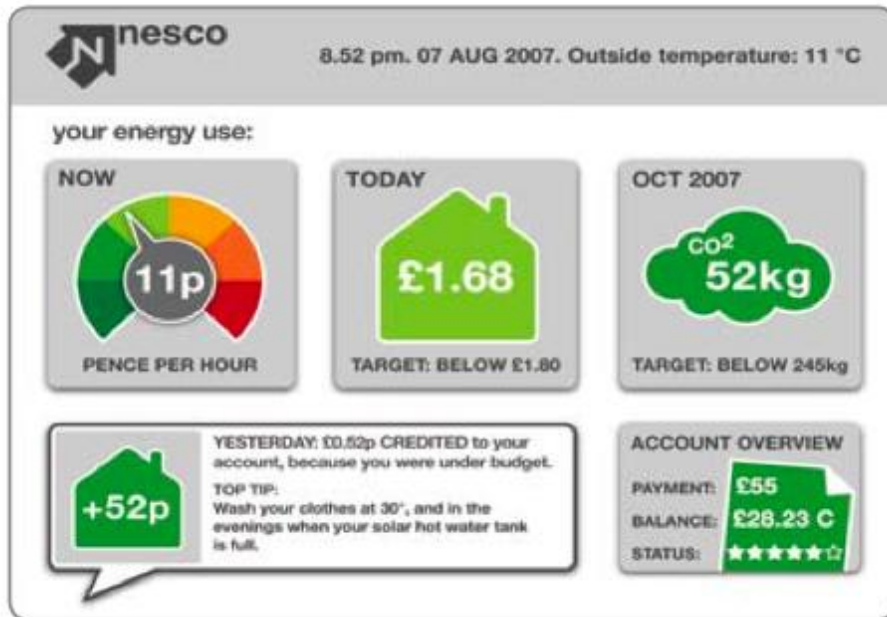 N nesco
8.52 pm. 07 AUG 2007. Outside temperature: 11 °C
your energy use:
NOW
11p
PENCE PER HOUR
TODAY
£1.68
TARGET: BELOW £1.80
OCT 2007
CO²
52kg
TARGET: BELOW 245kg
+52p
YESTERDAY: £0.52p CREDITED to your
account, because you were under budget.
TOP TIP:
Wash your clothes at 30°, and in the
evenings when your solar hot water tank
is full.
ACCOUNT OVERVIEW
PAYMENT: £55
BALANCE: £28.23 C
STATUS: ★★★★★☆